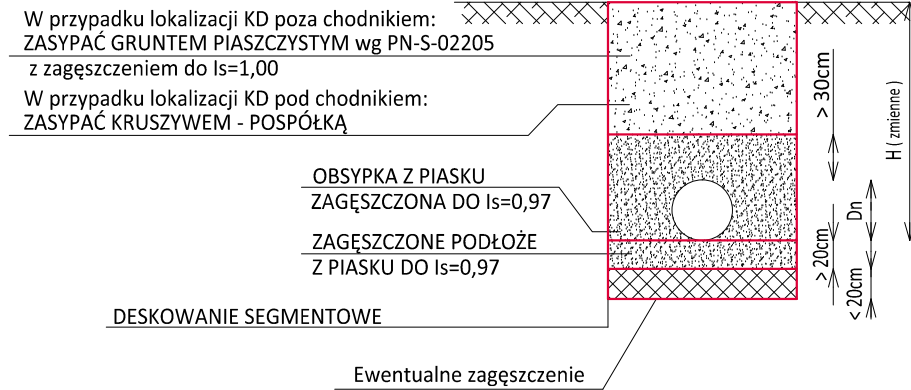 W przypadku lokalizacji KD poza chodnikiem:
ZASYPAĆ GRUNTEM PIASZCZYSTYM wg PN-S-02205
z zagęszczeniem do Is=1,00
W przypadku lokalizacji KD pod chodnikiem:
ZASYPAĆ KRUSZYWEM - POSPÓŁKĄ
OBSYPKA Z PIASKU
ZAGĘSZCZONA DO Is=0,97
ZAGĘSZCZONE PODŁOŻE
Z PIASKU DO Is=0,97
DESKOWANIE SEGMENTOWE
Ewentualne zagęszczenie
> 30cm
H ( zmienne )
Dn
> 20cm
< 20cm